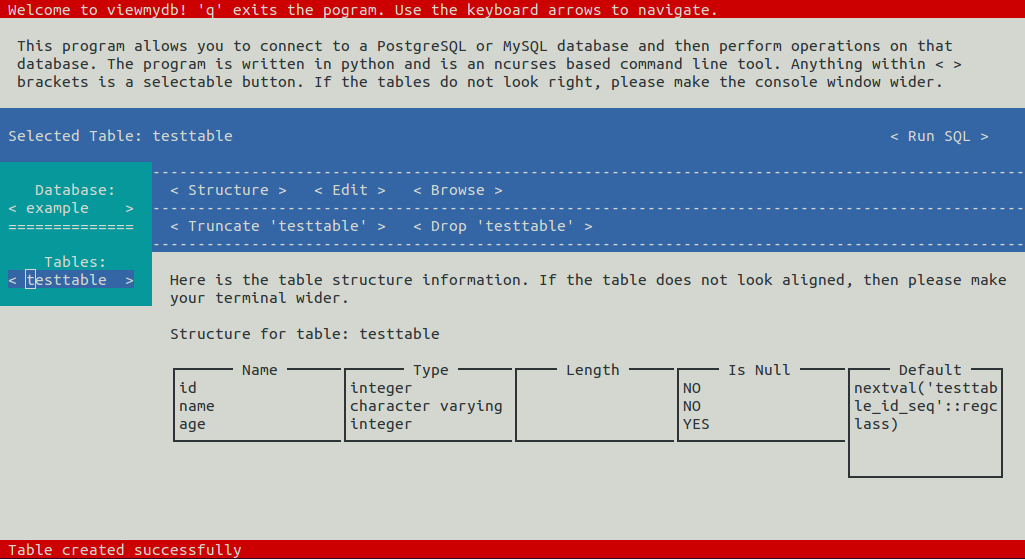 Welcome to viewmydb! 'q' exits the pogram. Use the keyboard arrows to navigate.
This program allows you to connect to a PostgreSQL or MySQL database and then perform operations on that
database. The program is written in python and is an ncurses based command line tool. Anything within < >
brackets is a selectable button. If the tables do not look right, please make the console window wider.
Selected Table: testtable < Run SQL >
Database:
< example >
==============
Tables:
< testtable >
< Structure > < Edit > < Browse >
< Truncate 'testtable' > < Drop 'testtable' >
Here is the table structure information. If the table does not look aligned, then please make
your terminal wider.
Structure for table: testtable
Name Type Length Is Null Default
id integer NO nextval('testtab
name character varying NO le_id_seq'::regc
age integer YES lass)
Table created successfully